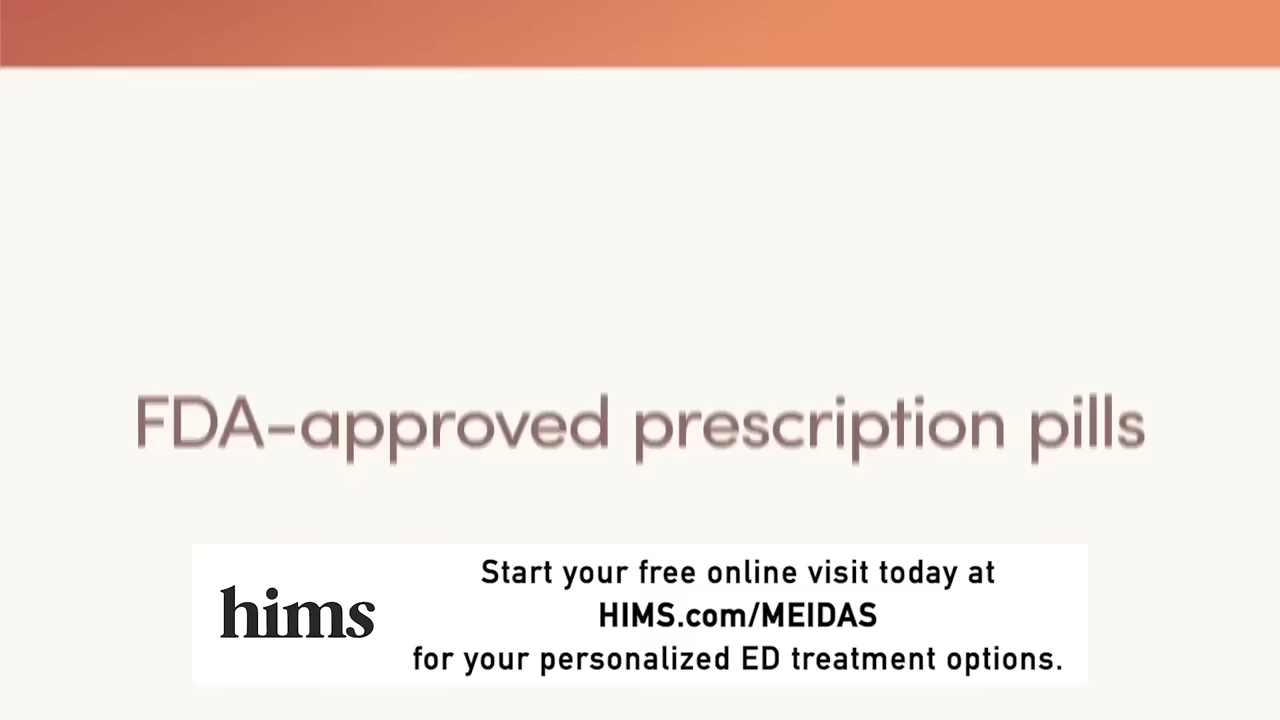 FDA-approved prescription pills
hims
Start your free online visit today at
HIMS.com/MEIDAS
for your personalized ED treatment options.